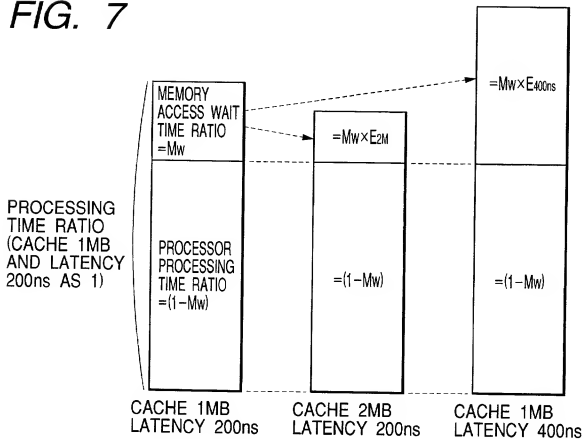 FIG. 7
MEMORY
ACCESS WAIT
TIME RATIO
=Mw
=Mw×E2M
=Mw×E400ns
PROCESSING
TIME RATIO
(CACHE 1MB
AND LATENCY
200ns AS 1)
PROCESSOR
PROCESSING
TIME RATIO
=(1-Mw)
=(1-Mw)
=(1-Mw)
CACHE 1MB
LATENCY 200ns
CACHE 2MB
LATENCY 200ns
CACHE 1MB
LATENCY 400ns